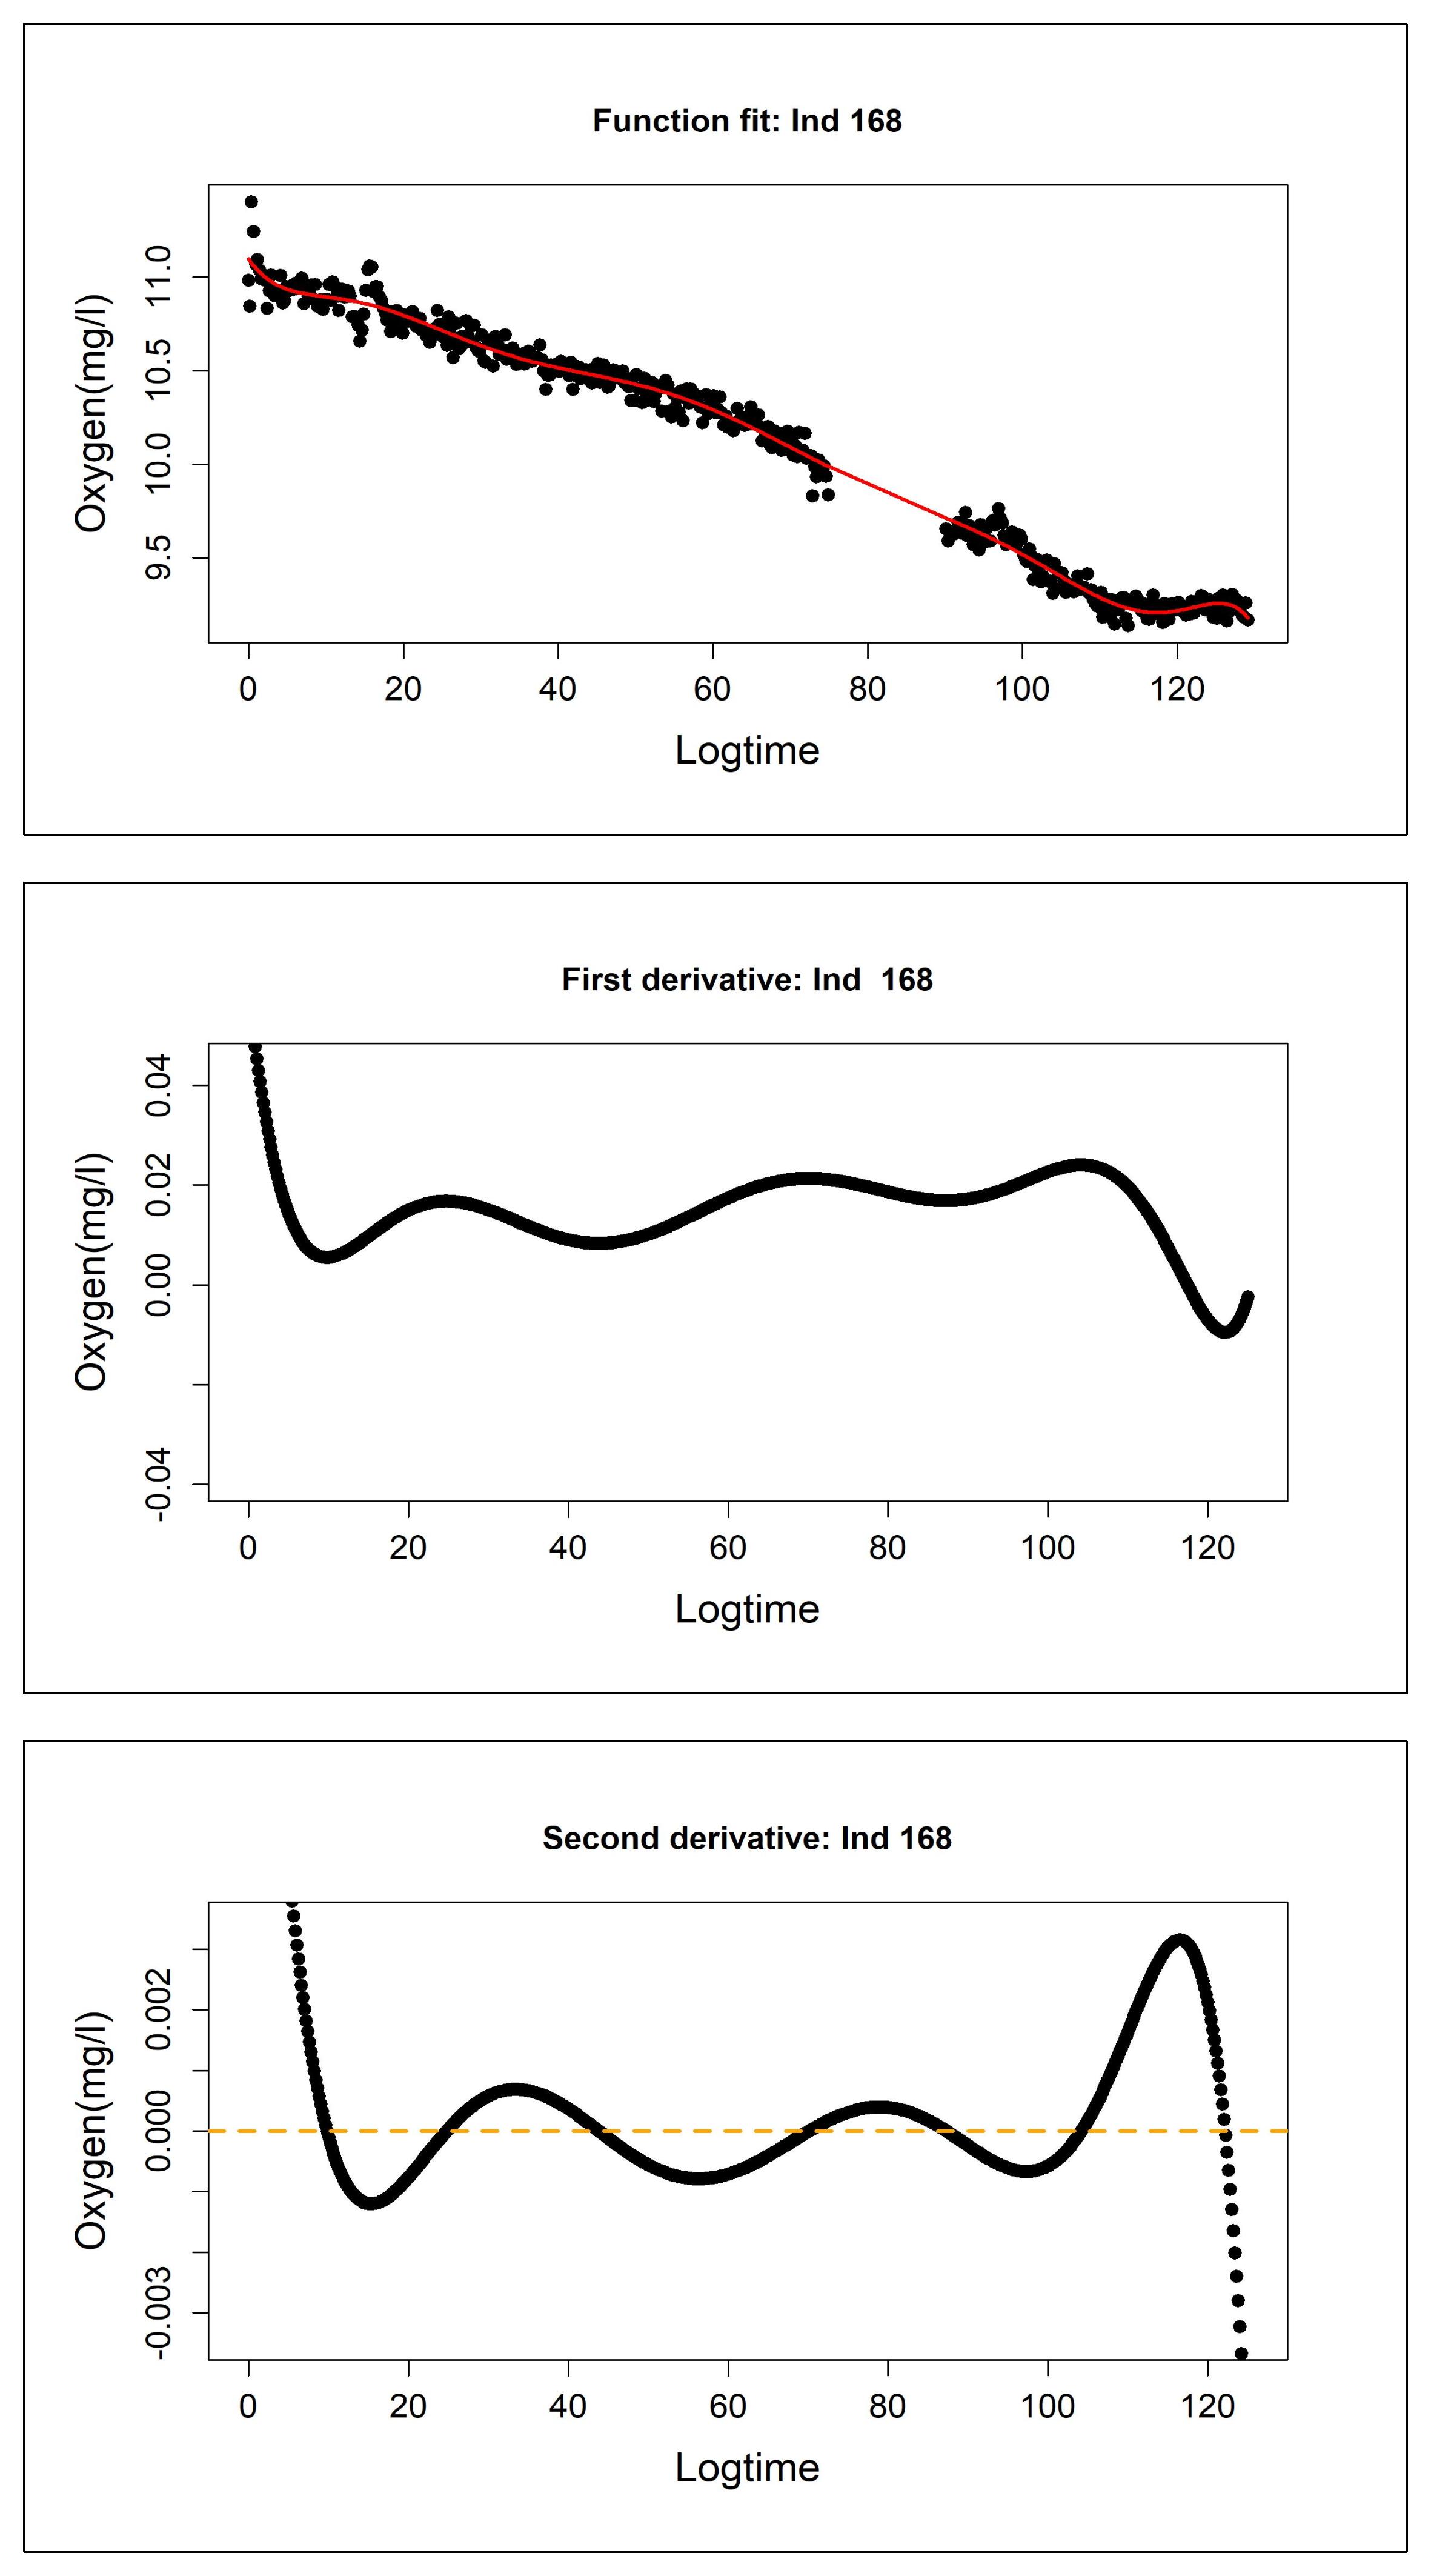 Function fit: Ind 168
Oxygen(mg/l)
11.0
10.5
10.0
9.5
0 20 40 60 80 100 120
Logtime
First derivative: Ind  168
Oxygen(mg/l)
0.04
0.02
0.00
-0.04
0 20 40 60 80 100 120
Logtime
Second derivative: Ind 168
Oxygen(mg/l)
0.002
0.000
-0.003
0 20 40 60 80 100 120
Logtime